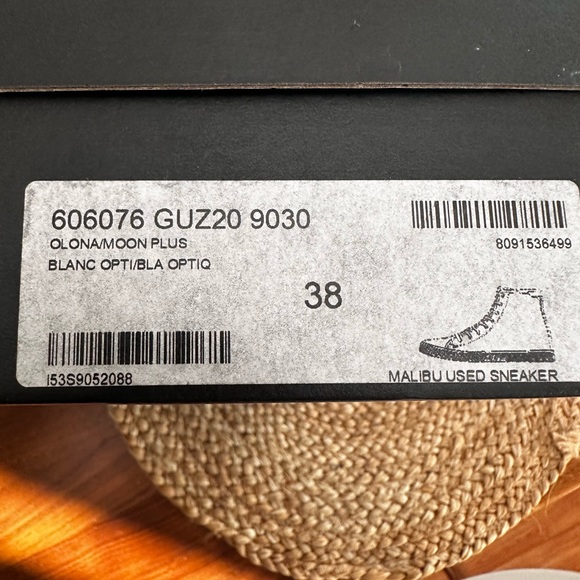 606076 GUZ20 9030
OLONA/MOON PLUS
BLANC OPTI/BLA OPTIQ
8091536499
38
I53S9052088
MALIBU USED SNEAKER